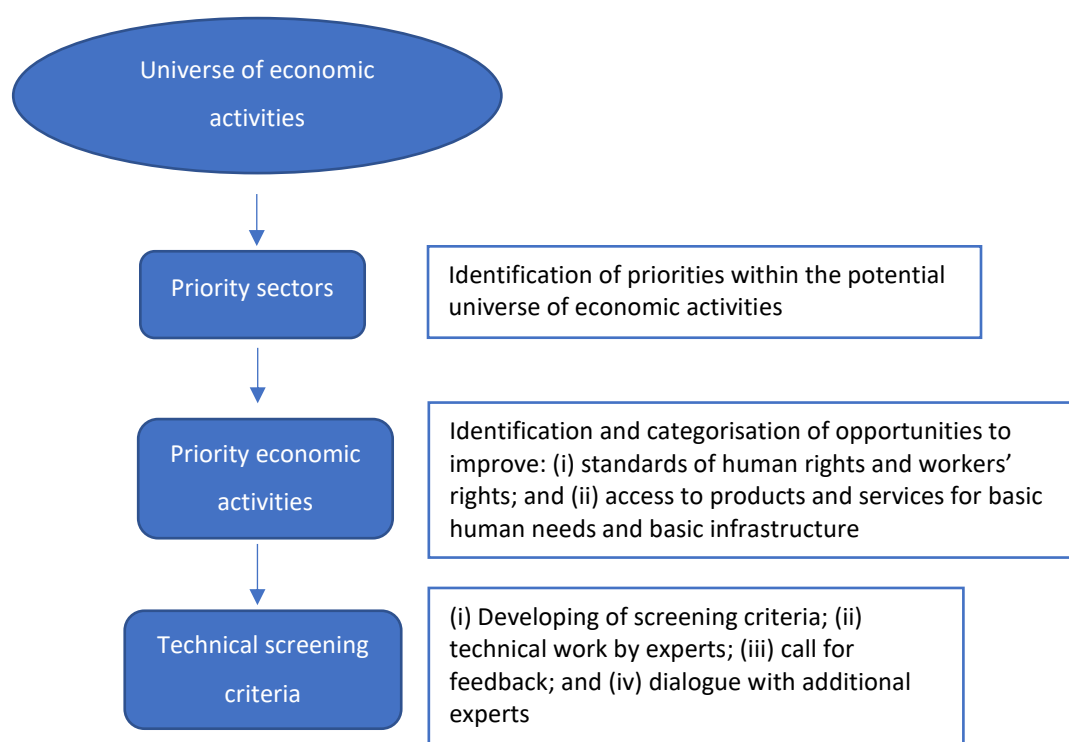 Universe of economic
activities
Priority sectors
Identification of priorities within the potential
universe of economic activities
Priority economic
activities
Identification and categorisation of opportunities to
improve: (i) standards of human rights and workers’
rights; and (ii) access to products and services for basic
human needs and basic infrastructure
Technical screening
criteria
(i) Developing of screening criteria; (ii)
technical work by experts; (iii) call for
feedback; and (iv) dialogue with additional
experts